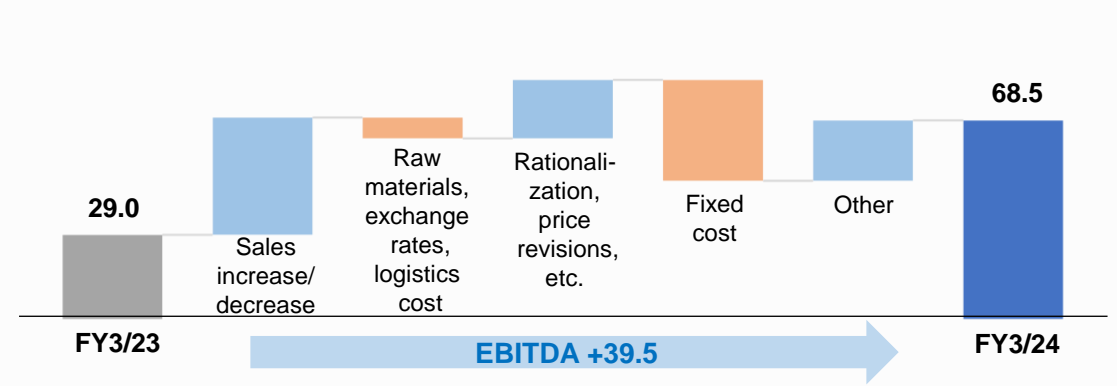 68.5
29.0
Sales
increase/
decrease
Raw
materials,
exchange
rates,
logistics
cost
Rationali-
zation,
price
revisions,
etc.
Fixed
cost
Other
FY3/23
FY3/24
EBITDA +39.5